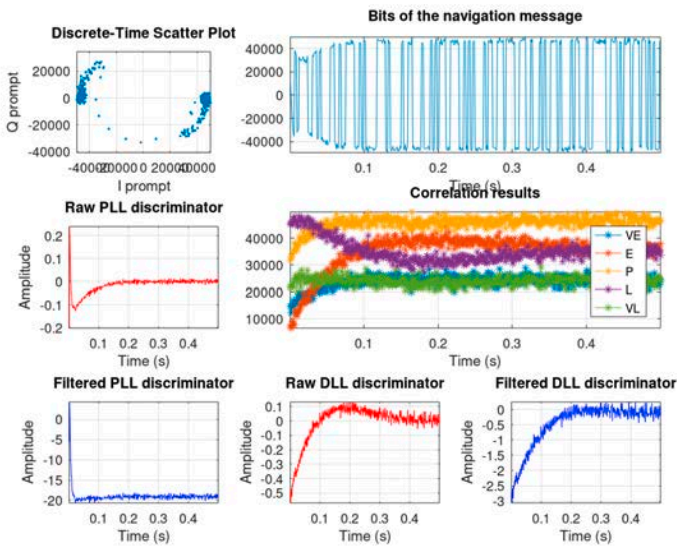 Discrete-Time Scatter Plot
Q prompt
20000
0
-20000
-40000
-40000 20000 0 20000 40000
I prompt
Bits of the navigation message
40000
20000
0
-20000
-40000
0.1 0.2 0.3 0.4
Time (s)
Raw PLL discriminator
Amplitude
0.2
0.1
0
-0.1
-0.2
0.1 0.2 0.3 0.4
Time (s)
Correlation results
40000
30000
20000
10000
0.1 0.2 0.3 0.4
Time (s)
VE
E
P
L
VL
Filtered PLL discriminator
Amplitude
0
-5
-10
-15
-20
0.1 0.2 0.3 0.4
Time (s)
Raw DLL discriminator
Amplitude
0.1
0
-0.1
-0.2
-0.3
-0.4
-0.5
0.1 0.2 0.3 0.4
Time (s)
Filtered DLL discriminator
Amplitude
0
-0.5
-1
-1.5
-2
-2.5
-3
0.1 0.2 0.3 0.4
Time (s)